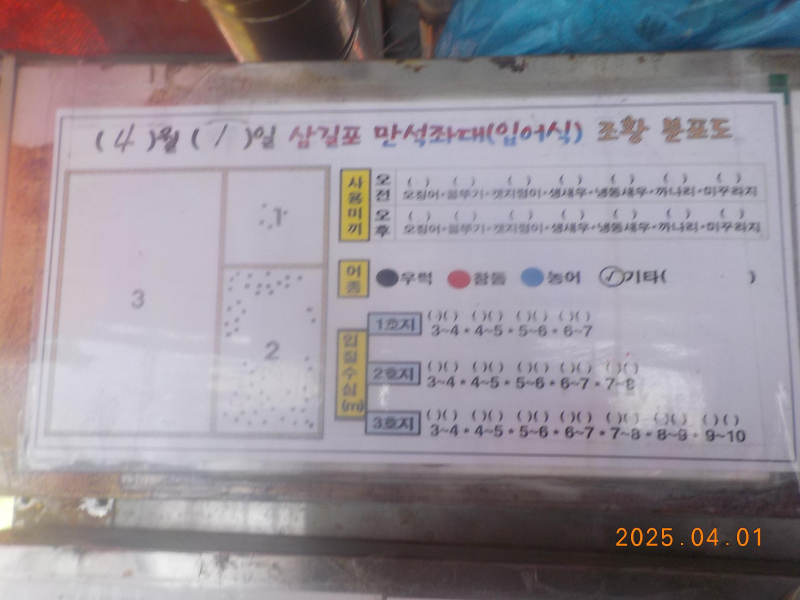 ( 4 )월 ( 1 )일 삼길포 만석좌대(입어식) 조황 분포도
1
2
3
사용미끼
오전 ( ) ( ) ( ) ( ) ( ) ( ) ( )
오징어•꼴뚜기•갯지렁이•생새우•냉동새우•까나리•미꾸라지
오후 ( ) ( ) ( ) ( ) ( ) ( ) ( )
오징어•꼴뚜기•갯지렁이•생새우•냉동새우•까나리•미꾸라지
어종 우럭 참돔 농어 ✓기타( )
입질수심(m)
1호지 ( )( ) ( )( ) ( )( ) ( )( )
3~4 • 4~5 • 5~6 • 6~7
2호지 ( )( ) ( )( ) ( )( ) ( )( ) ( )( )
3~4 • 4~5 • 5~6 • 6~7 • 7~8
3호지 ( )( ) ( )( ) ( )( ) ( )( ) ( )( ) ( )( ) ( )( )
3~4 • 4~5 • 5~6 • 6~7 • 7~8 • 8~9 • 9~10
2025.04.01